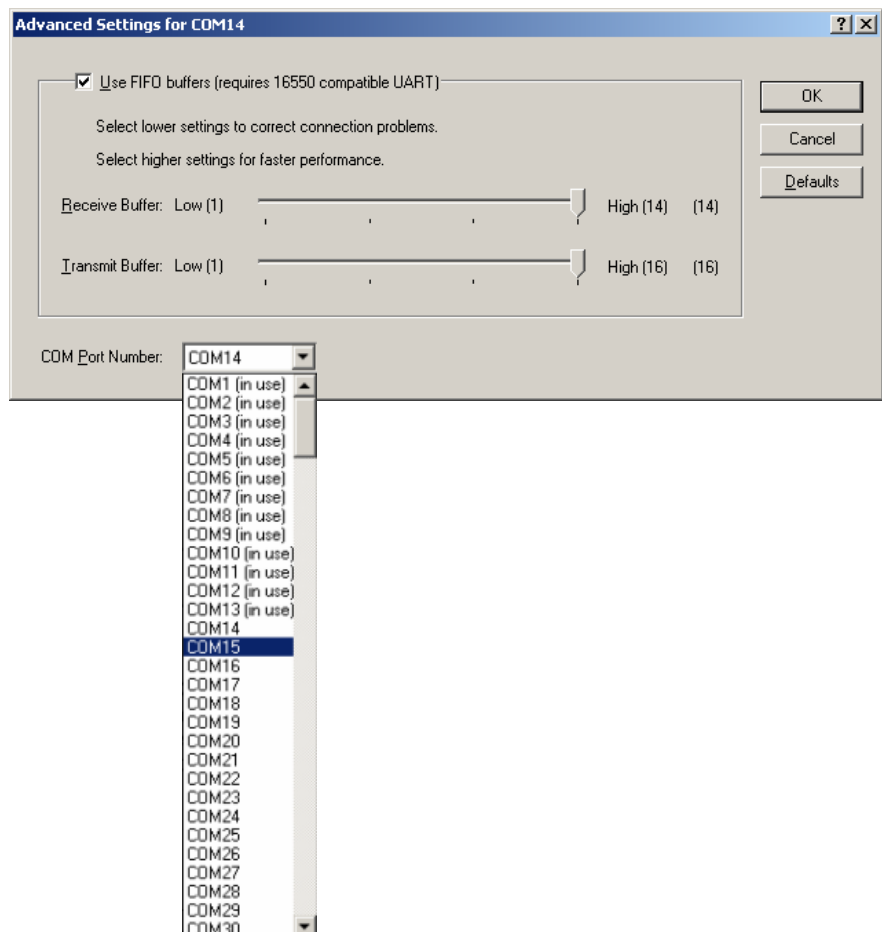 Advanced Settings for COM14
Use FIFO buffers (requires 16550 compatible UART)
OK
Select lower settings to correct connection problems.
Cancel
Select higher settings for faster performance.
Defaults
Receive Buffer: Low (1) High (14) (14)
Transmit Buffer: Low (1) High (16) (16)
COM Port Number: COM14
COM1 (in use)
COM2 (in use)
COM3 (in use)
COM4 (in use)
COM5 (in use)
COM6 (in use)
COM7 (in use)
COM8 (in use)
COM9 (in use)
COM10 (in use)
COM11 (in use)
COM12 (in use)
COM13 (in use)
COM14
COM15
COM16
COM17
COM18
COM19
COM20
COM21
COM22
COM23
COM24
COM25
COM26
COM27
COM28
COM29
COM30